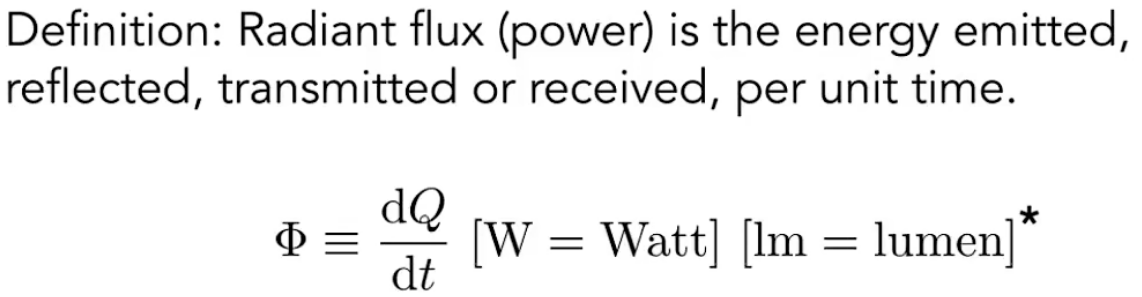 Definition: Radiant flux (power) is the energy emitted,
reflected, transmitted or received, per unit time.
Φ ≡ dQ/dt [W = Watt] [lm = lumen]*